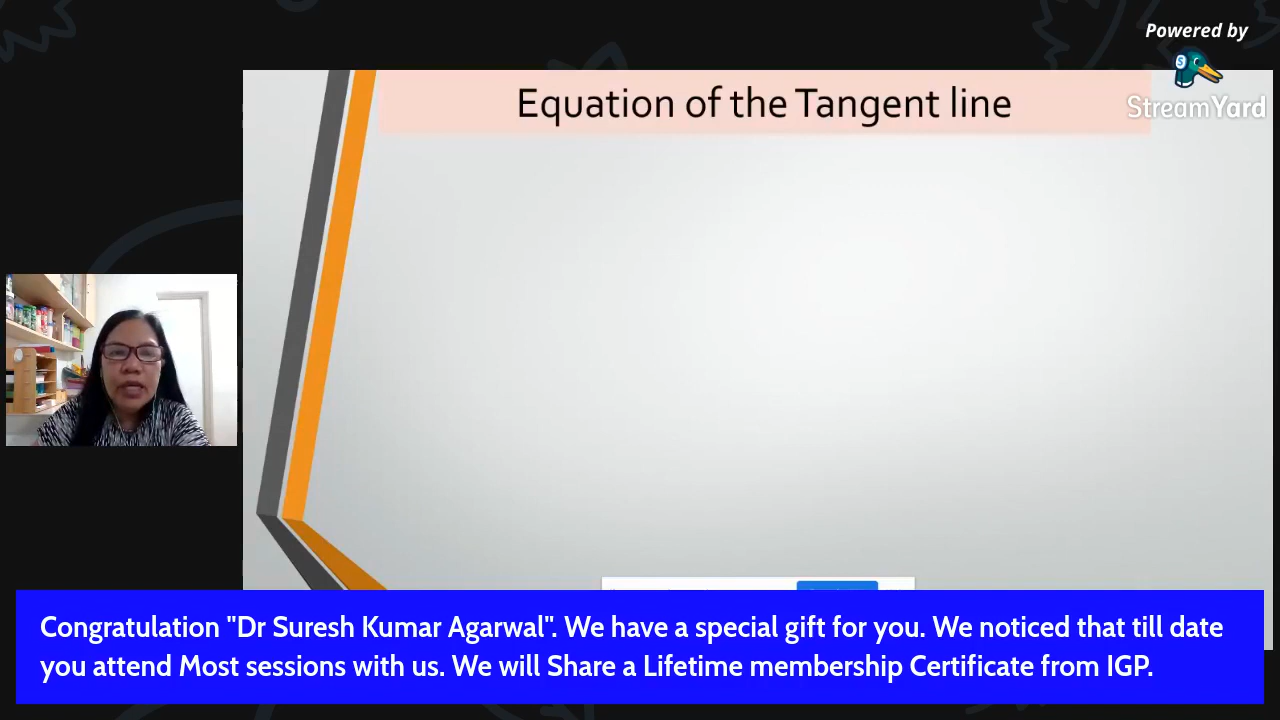 Powered by
StreamYard
Equation of the Tangent line
Congratulation "Dr Suresh Kumar Agarwal". We have a special gift for you. We noticed that till date
you attend Most sessions with us. We will Share a Lifetime membership Certificate from IGP.